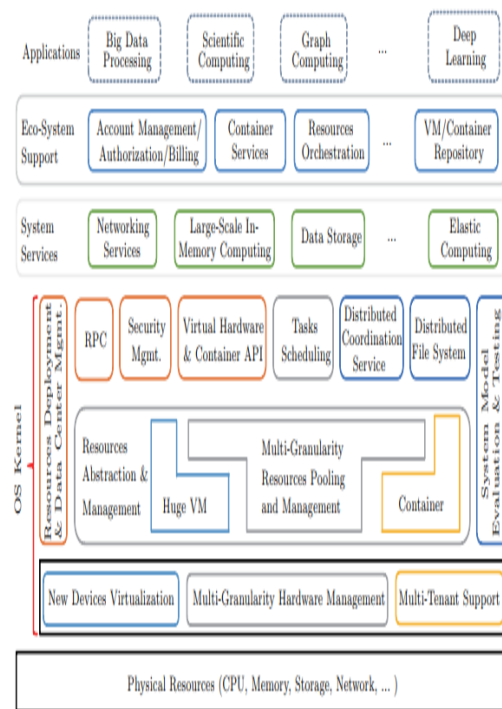 Applications
Big Data
Processing
Scientific
Computing
Graph
Computing
...
Deep
Learning
Eco-System
Support
Account Management/
Authorization/Billing
Container
Services
Resources
Orchestration
...
VM/Container
Repository
System
Services
Networking
Services
Large-Scale In-
Memory Computing
Data Storage
...
Elastic
Computing
OS Kernel
Resources Deployment
& Data Center Mgmt.
RPC
Security
Mgmt.
Virtual Hardware
& Container API
Tasks
Scheduling
Distributed
Coordination
Service
Distributed
File System
System Model
Evaluation & Testing
Resources
Abstraction &
Management
Huge VM
Multi-Granularity
Resources Pooling
and Management
Container
New Devices Virtualization
Multi-Granularity Hardware Management
Multi-Tenant Support
Physical Resources (CPU, Memory, Storage, Network, ... )